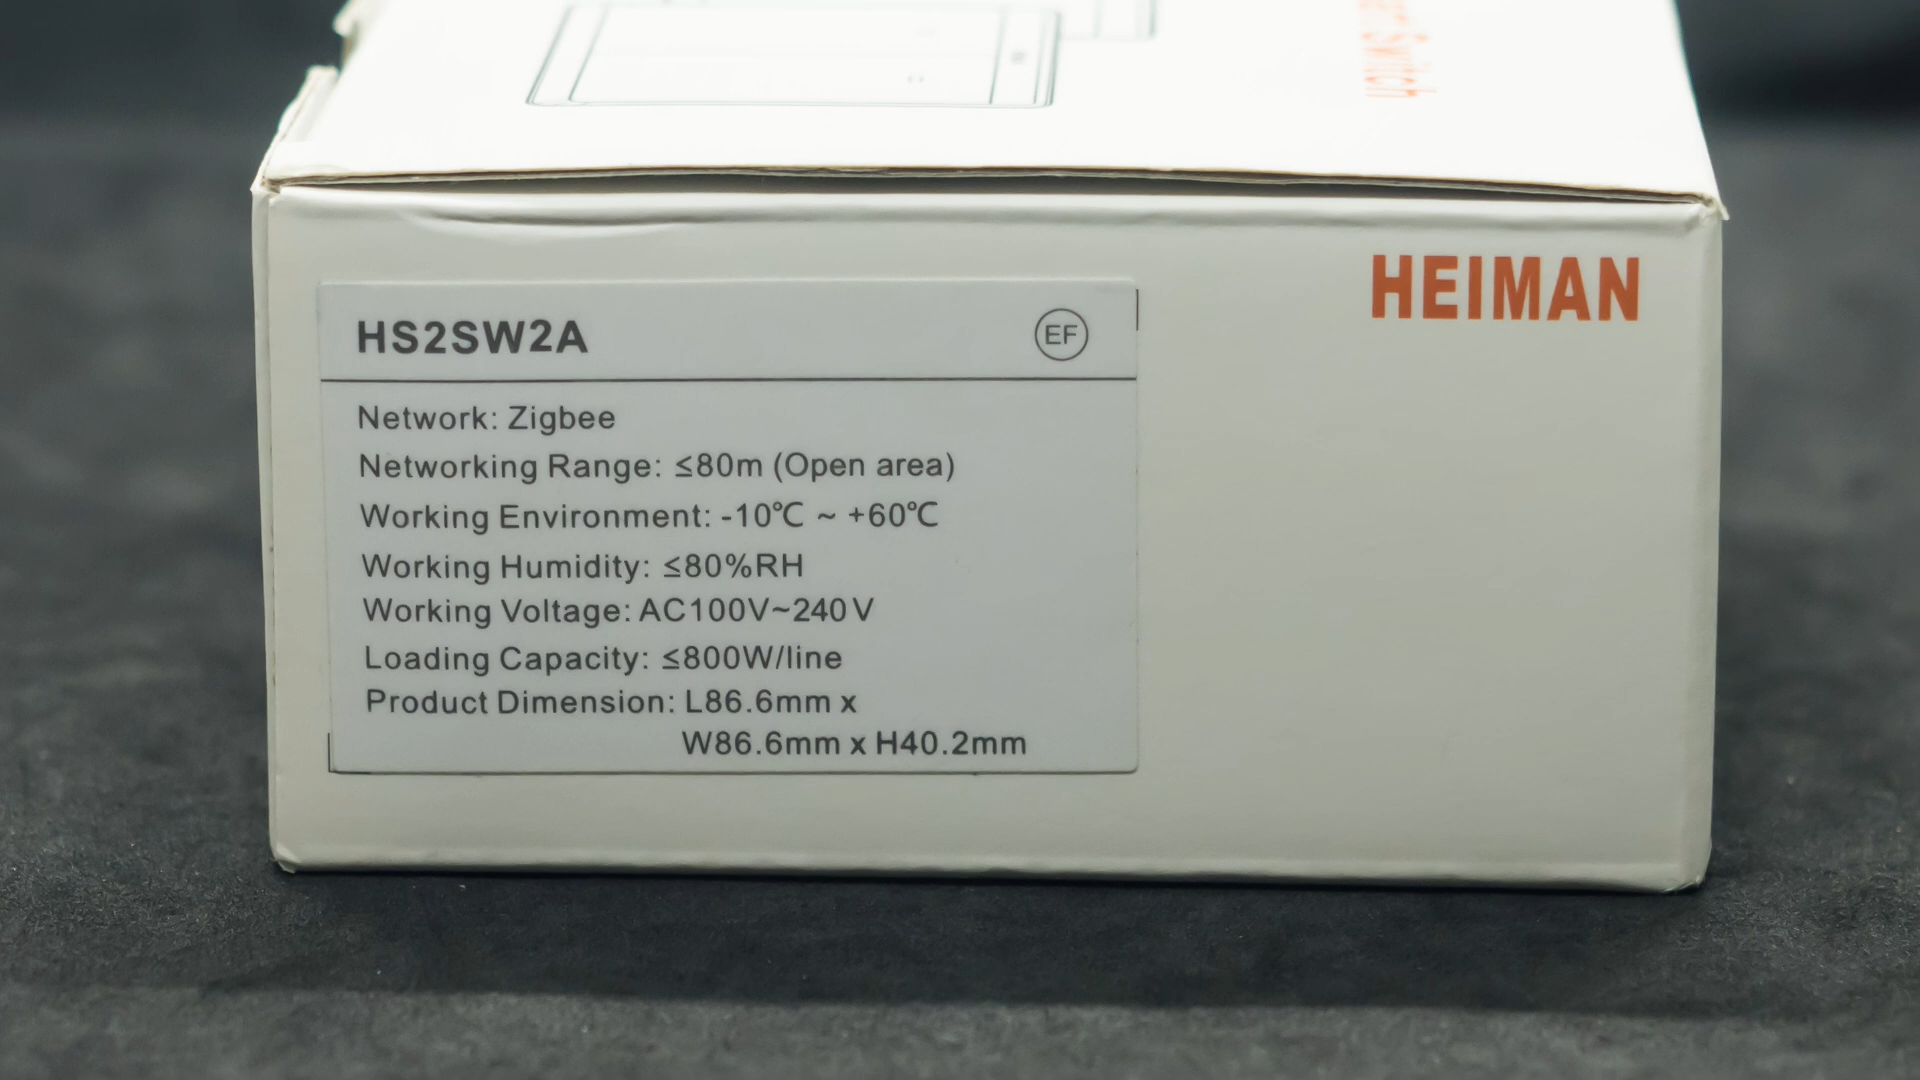 Switch
HEIMAN
HS2SW2A
EF
Network: Zigbee
Networking Range: ≤80m (Open area)
Working Environment: -10℃ ~ +60℃
Working Humidity: ≤80%RH
Working Voltage: AC100V~240V
Loading Capacity: ≤800W/line
Product Dimension: L86.6mm x
W86.6mm x H40.2mm